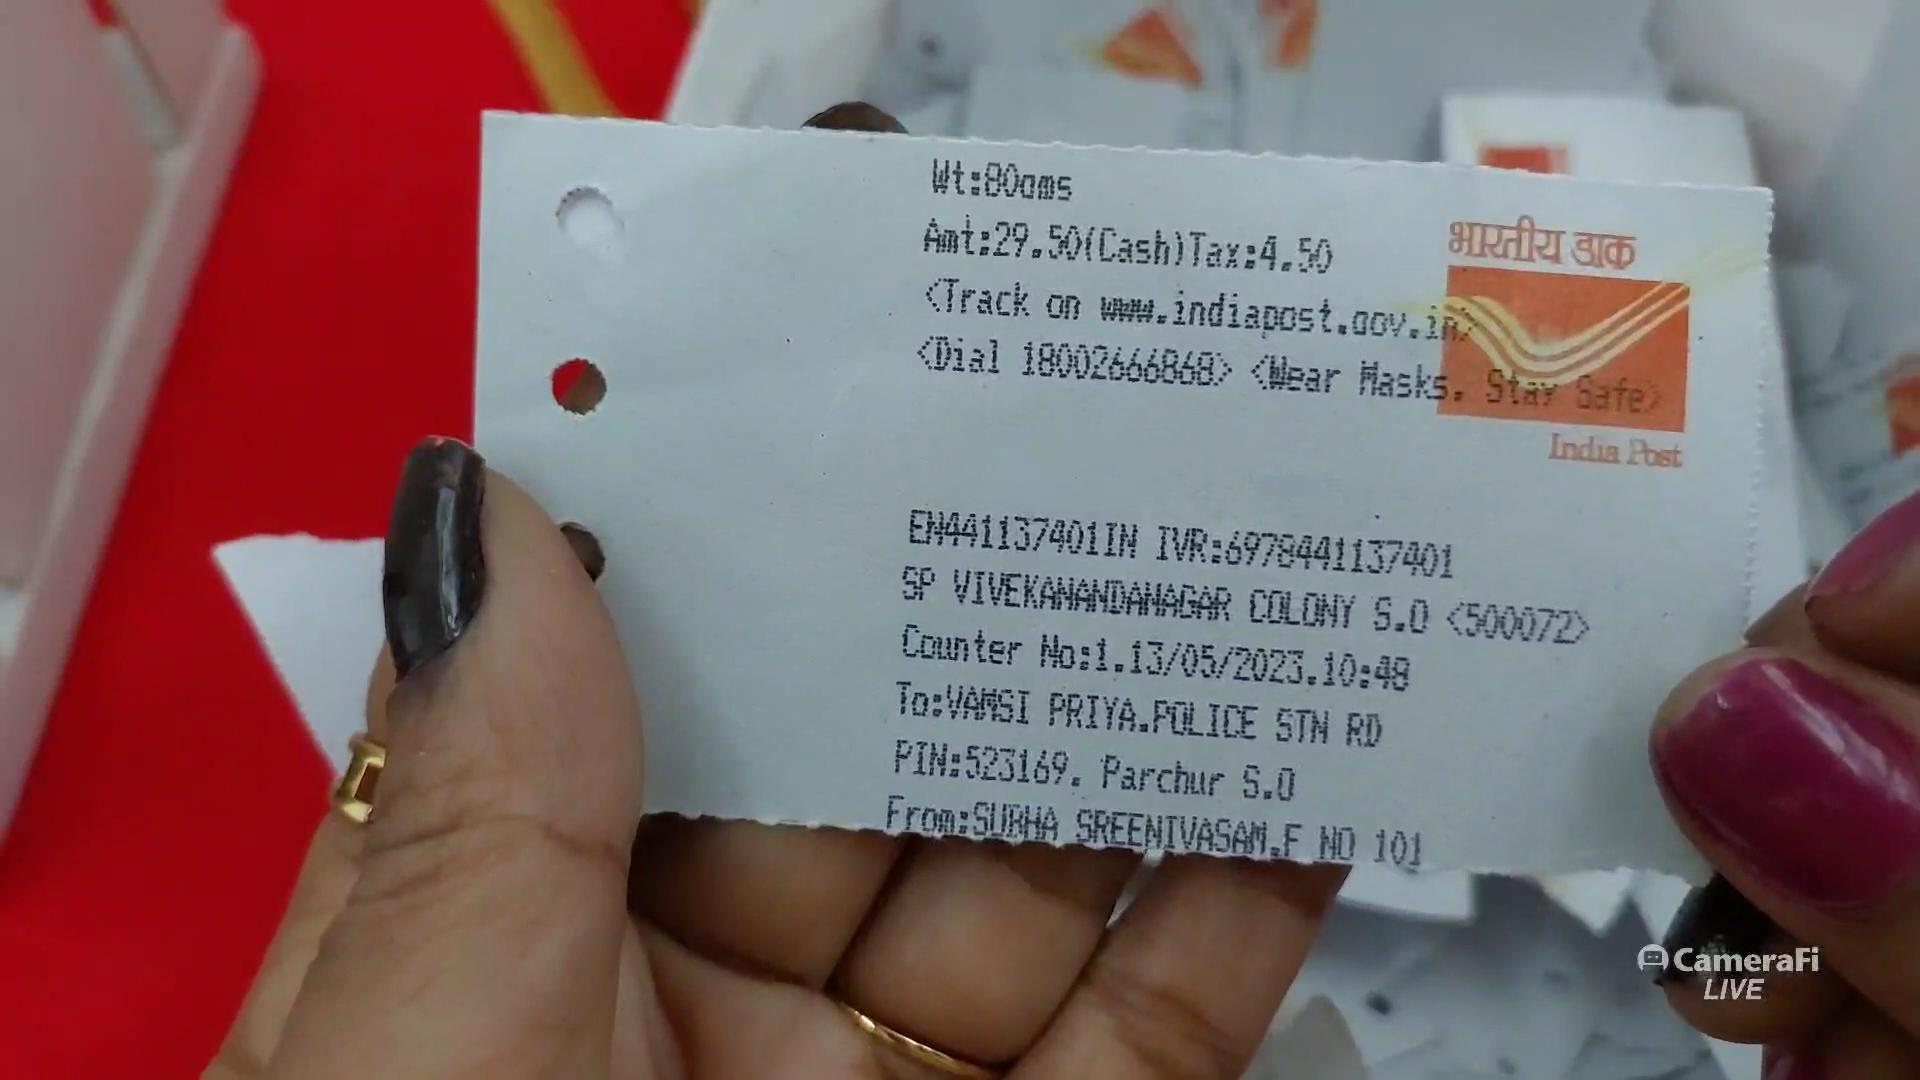 Wt:80gms
Amt:29.50(Cash)Tax:4.50
<Track on www.indiapost.gov.in>
<Dial 18002666868> <Wear Masks, Stay Safe>
भारतीय डाक
India Post
EN441137401IN IVR:6978441137401
SP VIVEKANANDANAGAR COLONY S.O <500072>
Counter No:1,13/05/2023,10:48
To:VAMSI PRIYA,POLICE STN RD
PIN:523169, Parchur S.O
From:SUBHA SREENIVASAM,F NO 101
CameraFi
LIVE